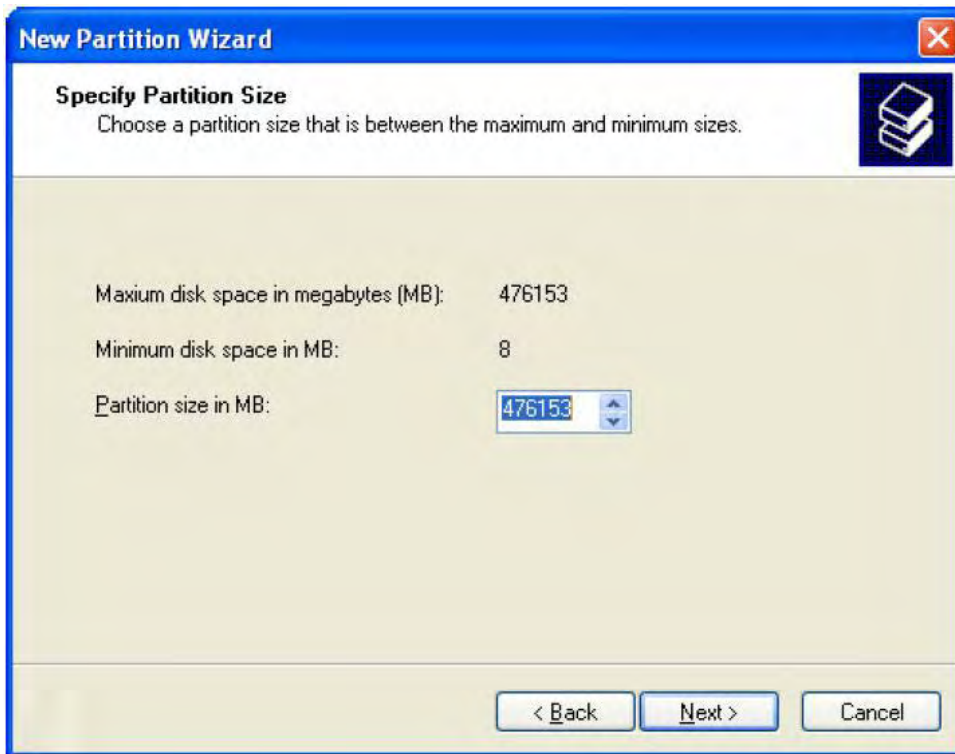 New Partition Wizard
Specify Partition Size
Choose a partition size that is between the maximum and minimum sizes.
Maxium disk space in megabytes (MB): 476153
Minimum disk space in MB: 8
Partition size in MB: 476153
< Back Next > Cancel